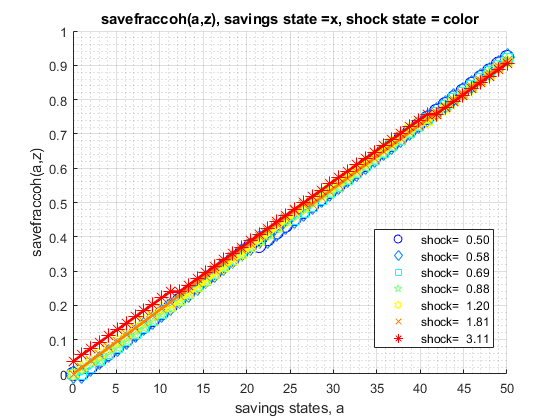 savefraccoh(a,z), savings state =x, shock state = color
savefraccoh(a,z)
1
0.9
0.8
0.7
0.6
0.5
0.4
0.3
0.2
0.1
0
0 5 10 15 20 25 30 35 40 45 50
savings states, a
shock= 0.50
shock= 0.58
shock= 0.69
shock= 0.88
shock= 1.20
shock= 1.81
shock= 3.11